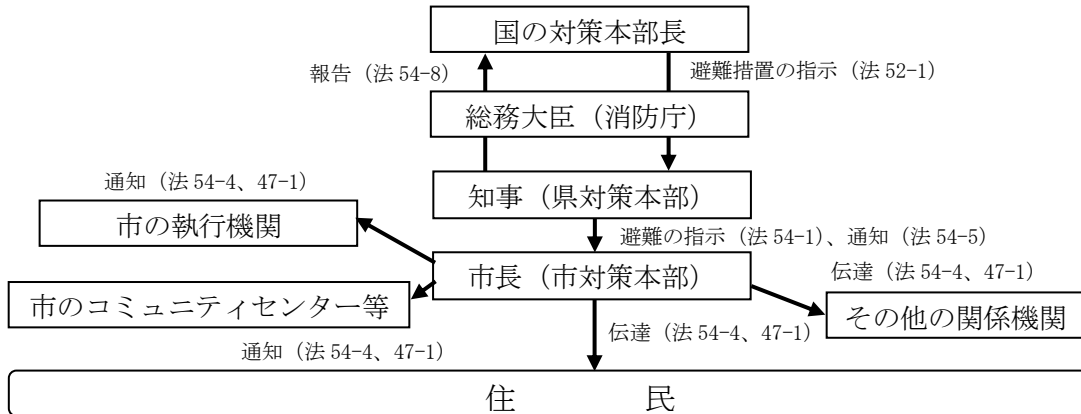 国の対策本部長
報告（法 54-8）
避難措置の指示（法 52-1）
総務大臣（消防庁）
通知（法 54-4、47-1）
知事（県対策本部）
市の執行機関
避難の指示（法 54-1）、通知（法 54-5）
市長（市対策本部）
伝達（法 54-4、47-1）
市のコミュニティセンター等
その他の関係機関
伝達（法 54-4、47-1）
通知（法 54-4、47-1）
住　　　民